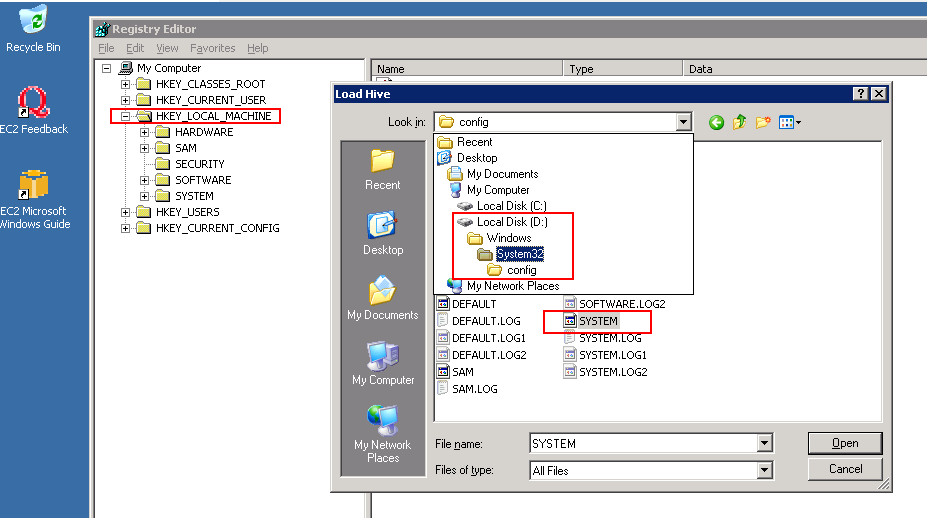 Recycle Bin
EC2 Feedback
EC2 Microsoft
Windows Guide
Registry Editor
File Edit View Favorites Help
My Computer
HKEY_CLASSES_ROOT
HKEY_CURRENT_USER
HKEY_LOCAL_MACHINE
HARDWARE
SAM
SECURITY
SOFTWARE
SYSTEM
HKEY_USERS
HKEY_CURRENT_CONFIG
Name Type Data
Load Hive
Look in: config
Recent
Desktop
My Documents
My Computer
Local Disk (C:)
Local Disk (D:)
Windows
System32
config
My Network Places
Recent
Desktop
My Documents
My Computer
My Network
Places
DEFAULT SOFTWARE.LOG2
DEFAULT.LOG SYSTEM
DEFAULT.LOG1 SYSTEM.LOG
DEFAULT.LOG2 SYSTEM.LOG1
SAM SYSTEM.LOG2
SAM.LOG
File name: SYSTEM Open
Files of type: All Files Cancel